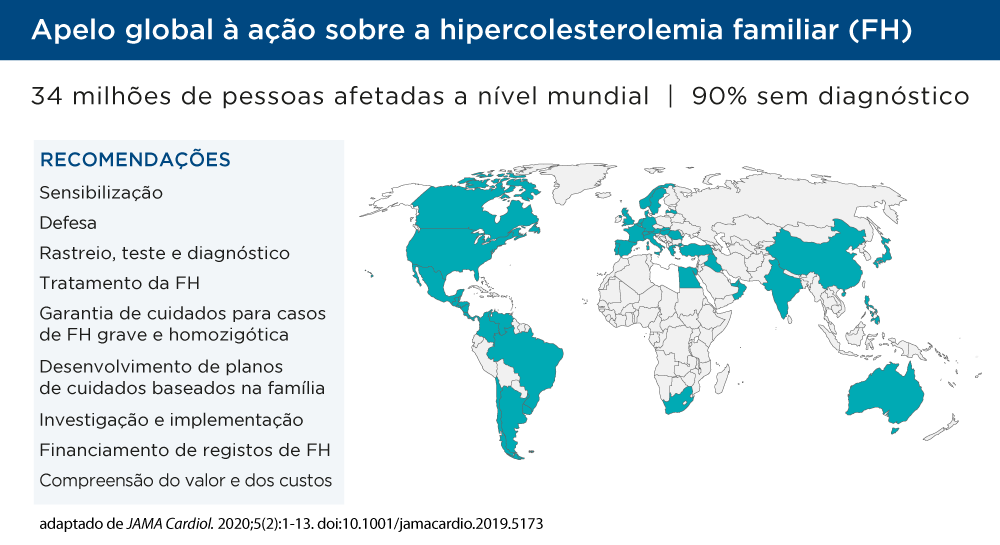 Apelo global à ação sobre a hipercolesterolemia familiar (FH)
34 milhões de pessoas afetadas a nível mundial | 90% sem diagnóstico
RECOMENDAÇÕES
Sensibilização
Defesa
Rastreio, teste e diagnóstico
Tratamento da FH
Garantia de cuidados para casos
de FH grave e homozigótica
Desenvolvimento de planos
de cuidados baseados na família
Investigação e implementação
Financiamento de registos de FH
Compreensão do valor e dos custos
adaptado de JAMA Cardiol. 2020;5(2):1-13. doi:10.1001/jamacardio.2019.5173